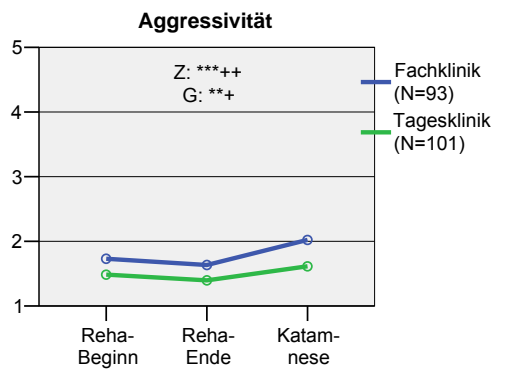 Aggressivität
5
4
3
2
1
Z: ***++
G: **+
Fachklinik
(N=93)
Tagesklinik
(N=101)
Reha-
Beginn
Reha-
Ende
Katam-
nese